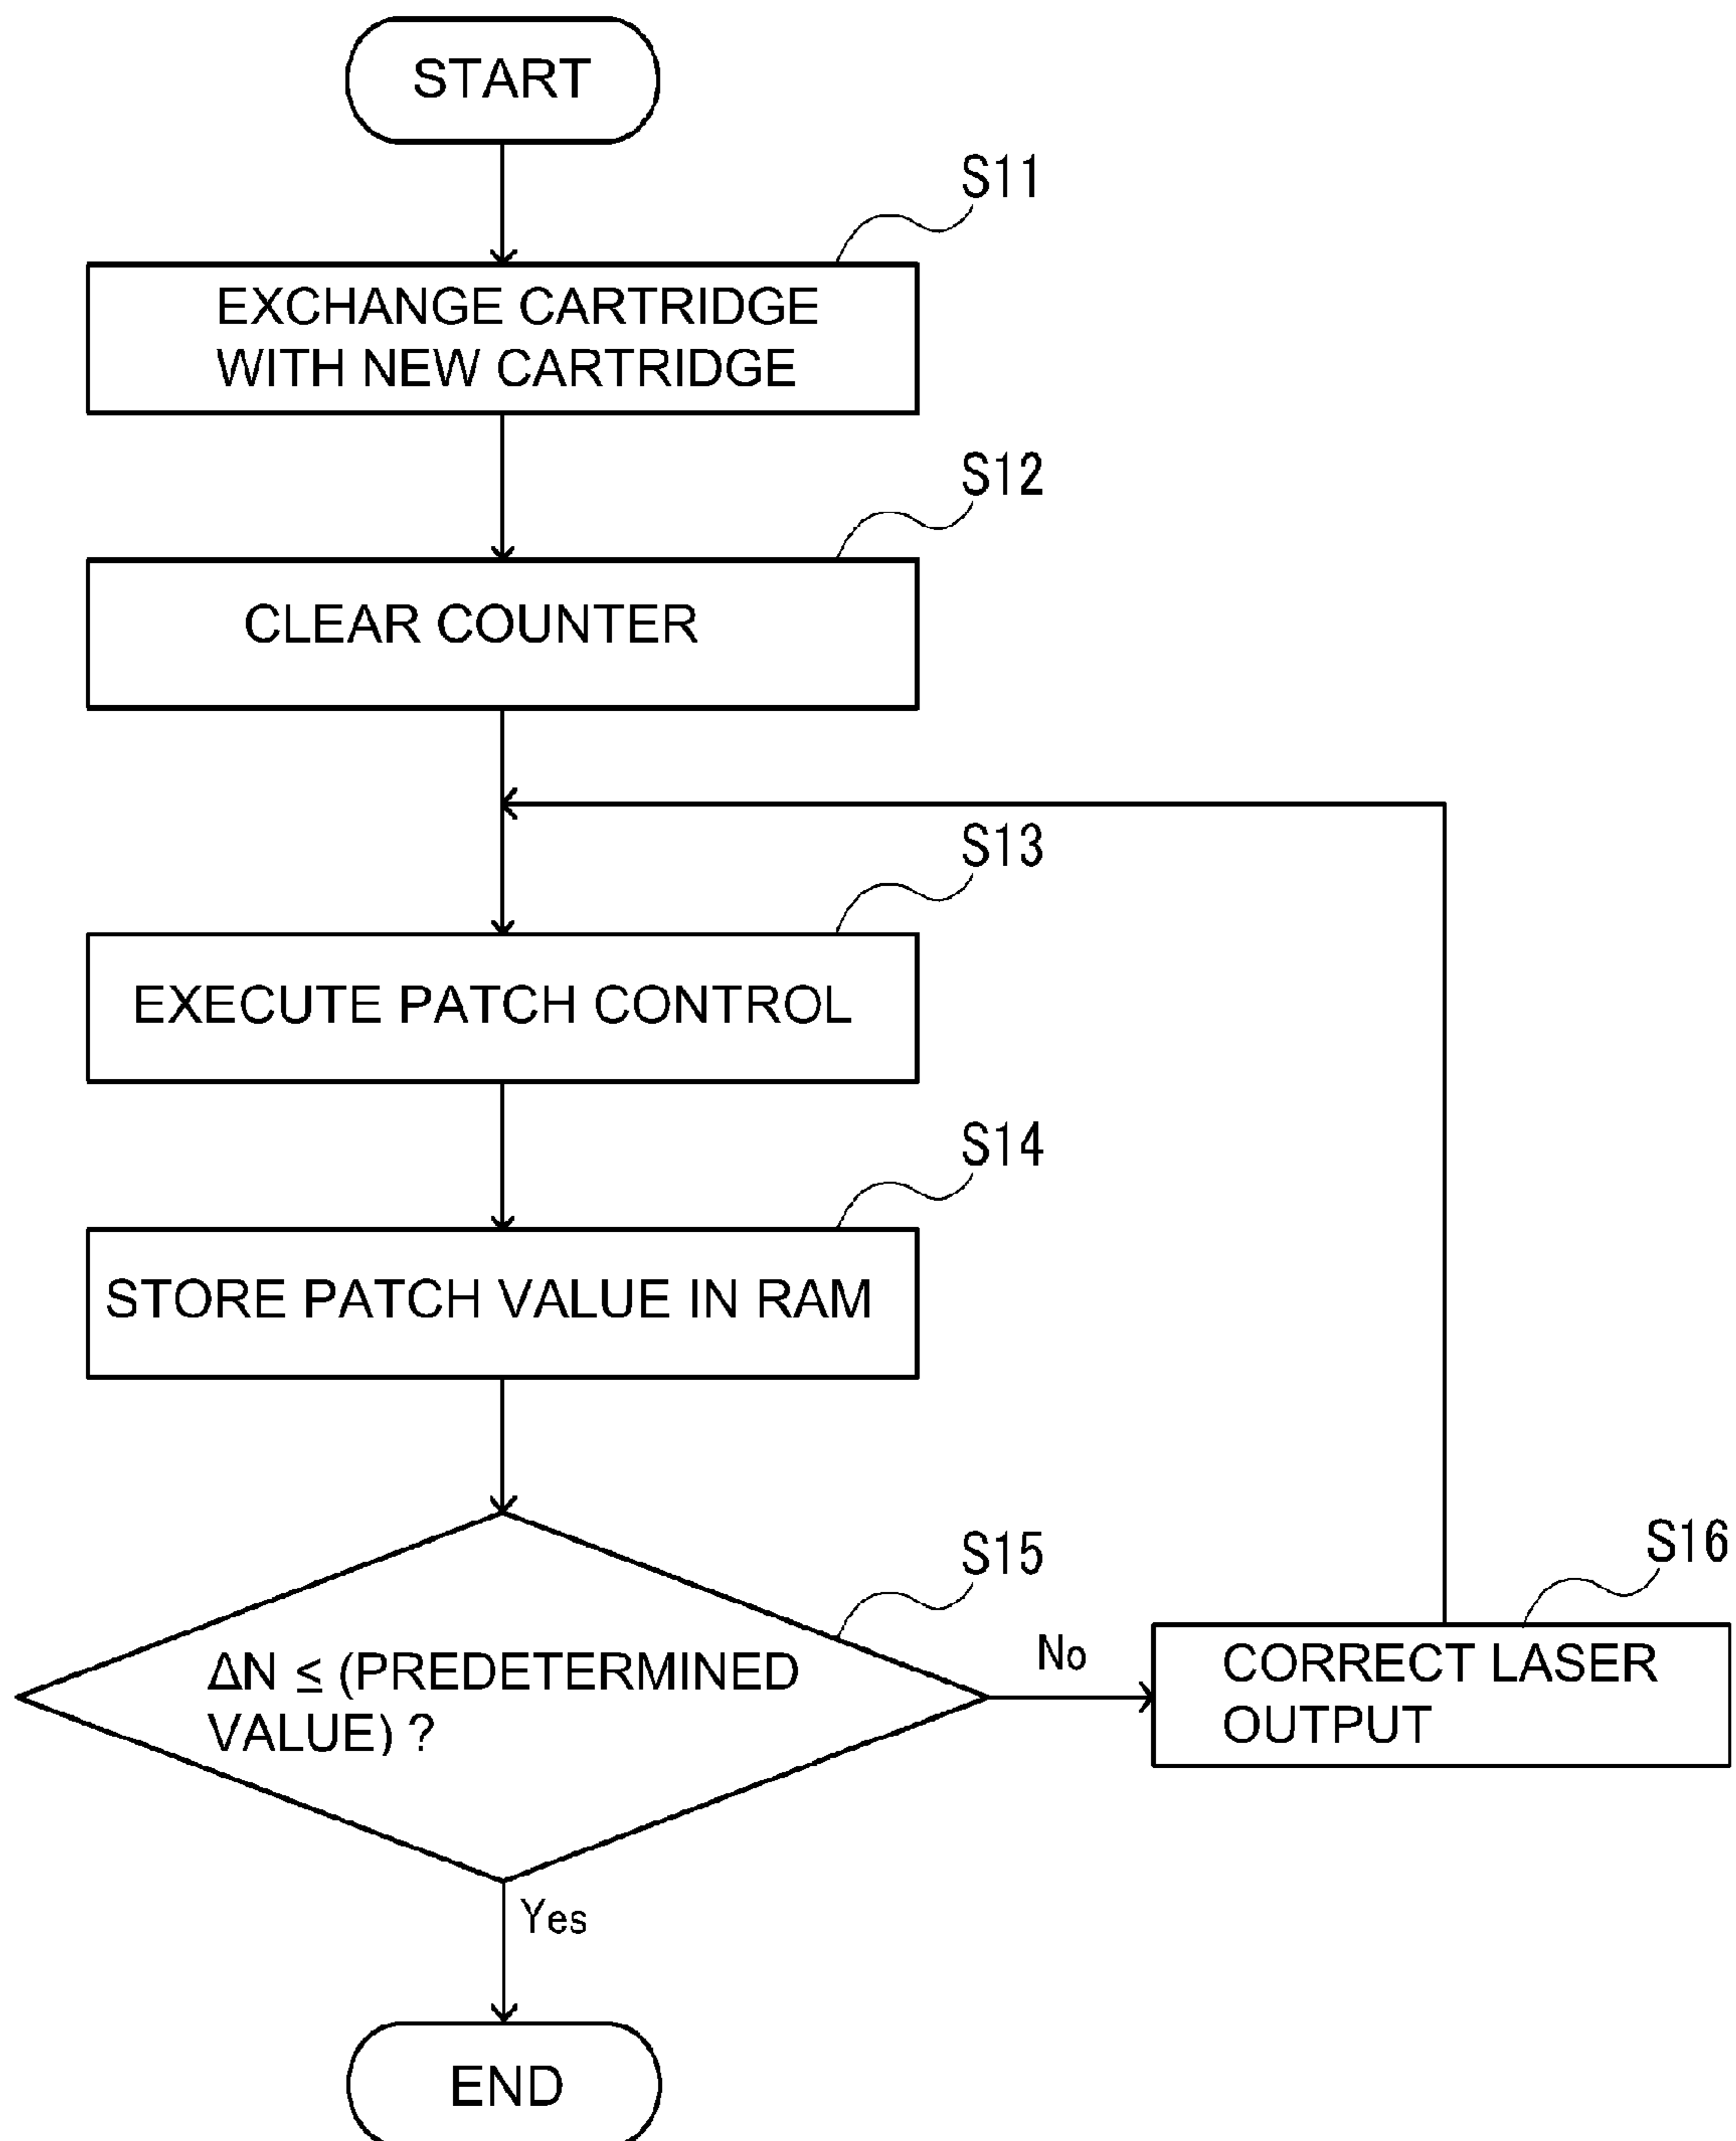 START
S11
EXCHANGE CARTRIDGE
WITH NEW CARTRIDGE
S12
CLEAR COUNTER
S13
EXECUTE PATCH CONTROL
S14
STORE PATCH VALUE IN RAM
S15
ΔN ≤ (PREDETERMINED
VALUE) ?
No
S16
CORRECT LASER
OUTPUT
Yes
END